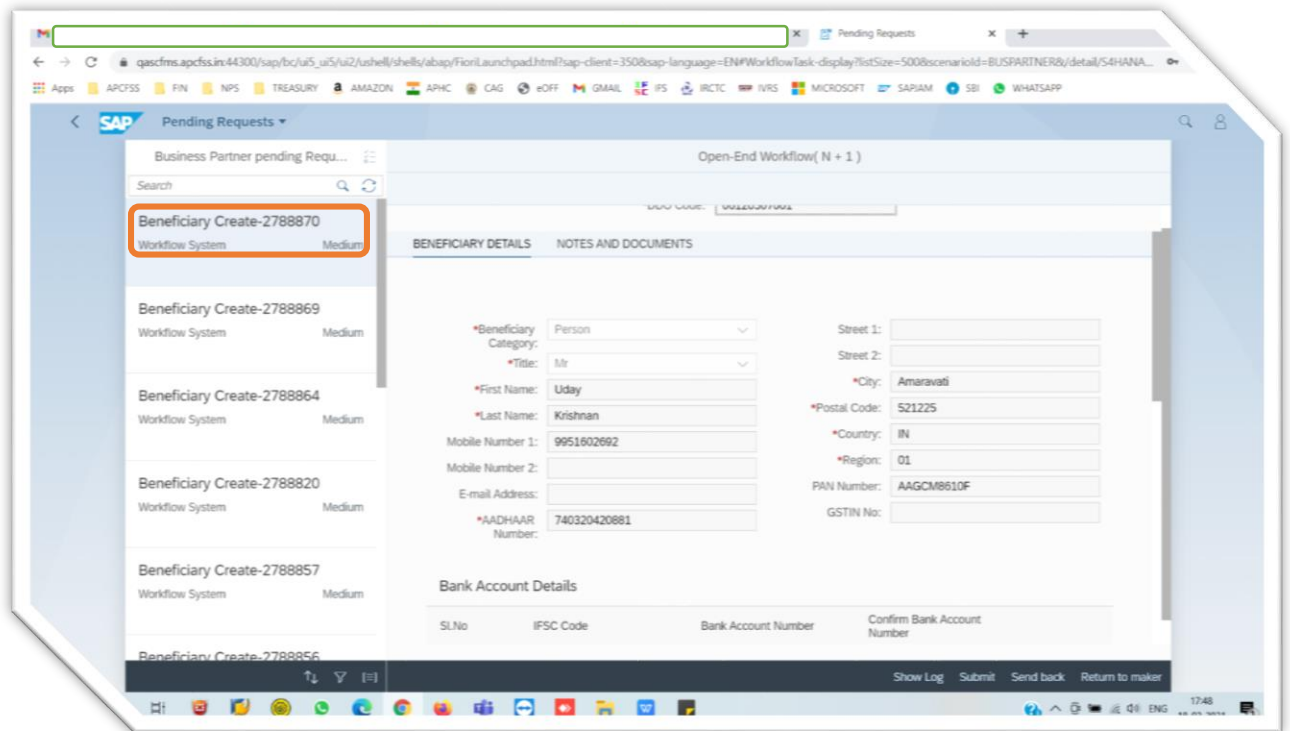 Pending Requests
qascfms.apcfss.in:44300/sap/bc/ui5_ui5/ui2/ushell/shells/abap/FioriLaunchpad.html?sap-client=350&sap-language=EN#WorkflowTask-display?listSize=500&scenarioId=BUSPARTNER&/detail/S4HANA...
Apps APCFSS FIN NPS TREASURY AMAZON APHC CAG eOFF GMAIL IFS IRCTC IVRS MICROSOFT SAPJAM SBI WHATSAPP
SAP Pending Requests
Business Partner pending Requ...
Open-End Workflow( N + 1 )
Search
DDO Code:
Beneficiary Create-2788870
Workflow System Medium
BENEFICIARY DETAILS NOTES AND DOCUMENTS
Beneficiary Create-2788869
Workflow System Medium
Beneficiary Create-2788864
Workflow System Medium
Beneficiary Create-2788820
Workflow System Medium
Beneficiary Create-2788857
Workflow System Medium
Beneficiary Create-2788856
*Beneficiary Category: Person
*Title: Mr
*First Name: Uday
*Last Name: Krishnan
Mobile Number 1: 9951602692
Mobile Number 2:
E-mail Address:
*AADHAAR Number: 740320420881
Street 1:
Street 2:
*City: Amaravati
*Postal Code: 521225
*Country: IN
*Region: 01
PAN Number: AAGCM8610F
GSTIN No:
Bank Account Details
Sl.No IFSC Code Bank Account Number Confirm Bank Account Number
Show Log Submit Send back Return to maker
ENG 17:48